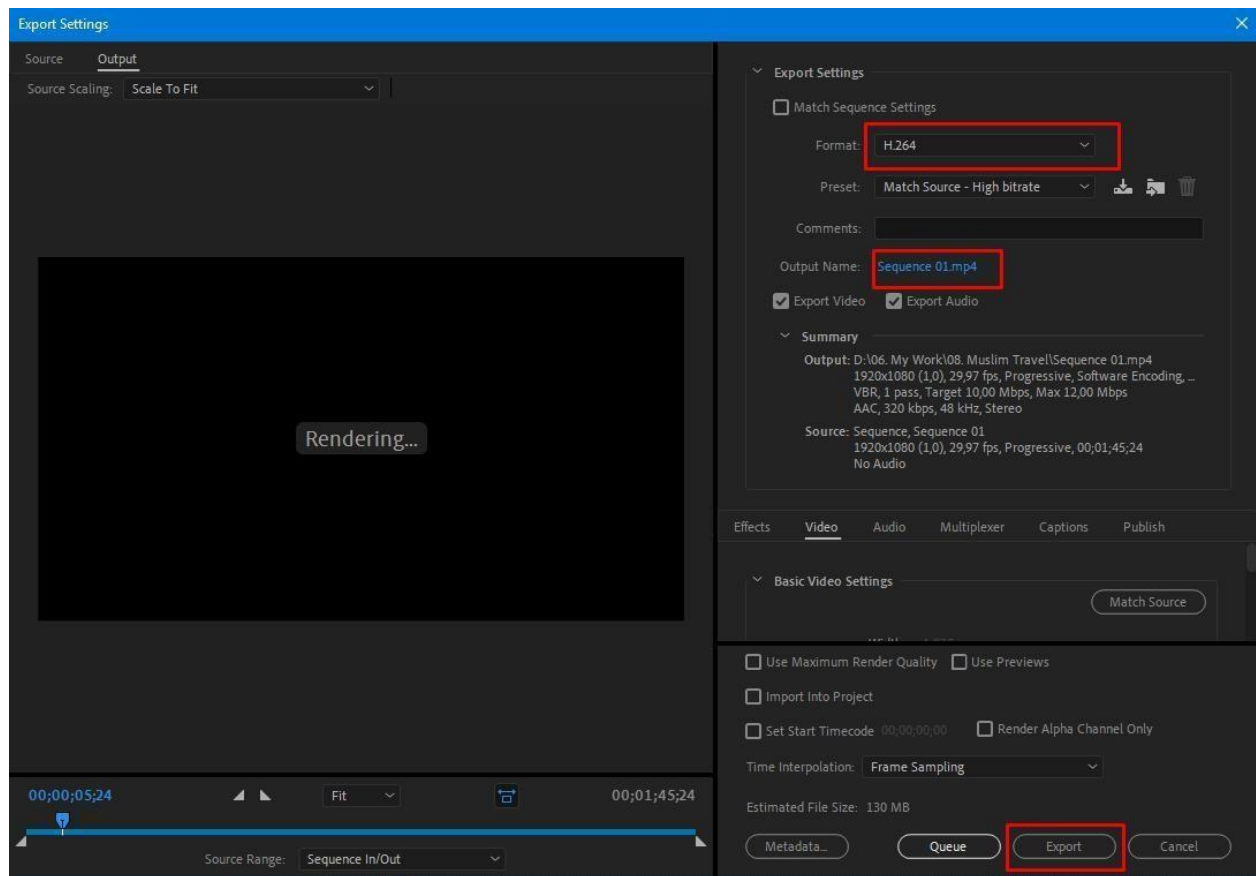 Export Settings
Source Output
Source Scaling: Scale To Fit
Rendering...
00;00;05;24 Fit 00;01;45;24
Source Range: Sequence In/Out
Export Settings
Match Sequence Settings
Format: H.264
Preset: Match Source - High bitrate
Comments:
Output Name: Sequence 01.mp4
Export Video Export Audio
Summary
Output: D:\06. My Work\08. Muslim Travel\Sequence 01.mp4
1920x1080 (1,0), 29,97 fps, Progressive, Software Encoding, ...
VBR, 1 pass, Target 10,00 Mbps, Max 12,00 Mbps
AAC, 320 kbps, 48 kHz, Stereo
Source: Sequence, Sequence 01
1920x1080 (1,0), 29,97 fps, Progressive, 00;01;45;24
No Audio
Effects Video Audio Multiplexer Captions Publish
Basic Video Settings
Match Source
Use Maximum Render Quality Use Previews
Import Into Project
Set Start Timecode 00;00;00;00 Render Alpha Channel Only
Time Interpolation: Frame Sampling
Estimated File Size: 130 MB
Metadata... Queue Export Cancel